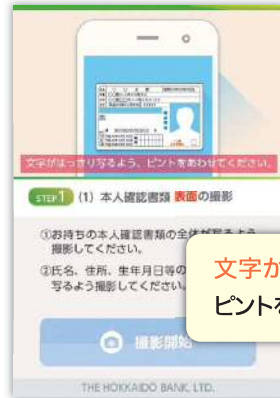 文字がはっきり写るよう、ピントをあわせてください。
STEP1 (1) 本人確認書類 表面の撮影
①お持ちの本人確認書類の全体が写るよう
撮影してください。
②氏名、住所、生年月日等の
写るよう撮影してください。
文字が
ピントを
撮影開始
THE HOKKAIDO BANK, LTD.